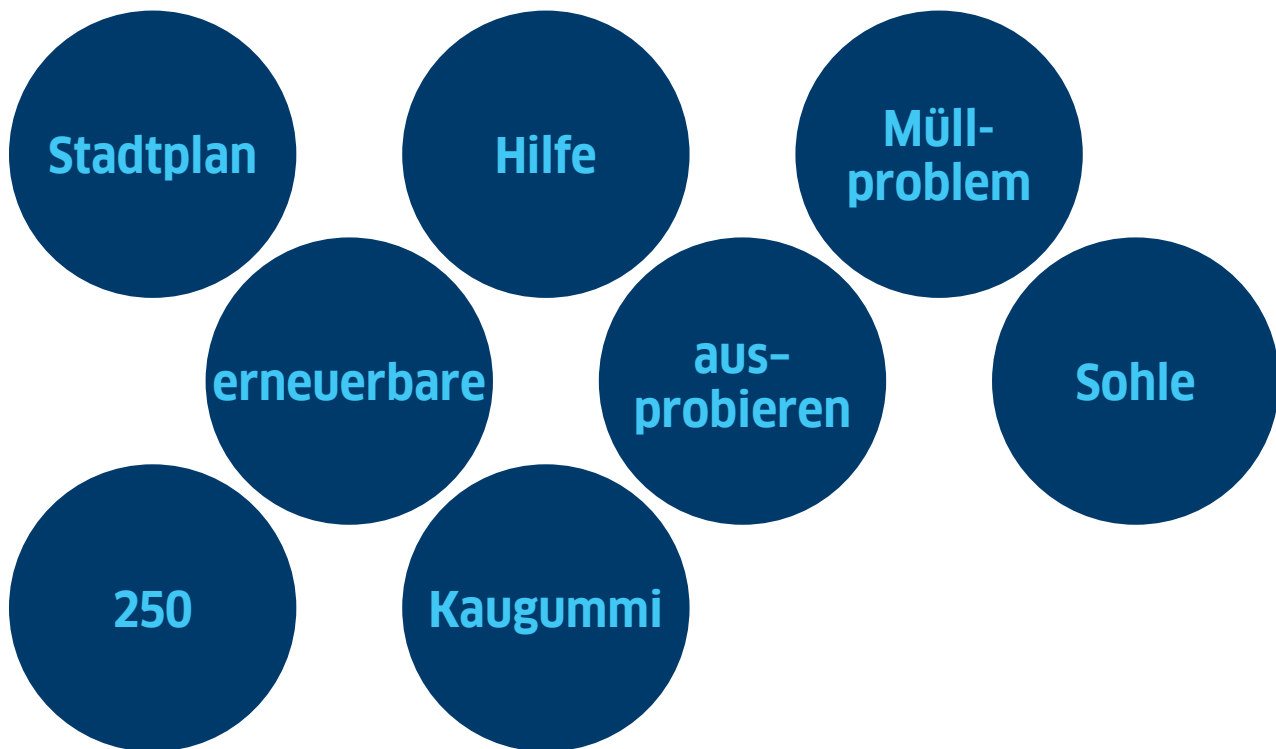 Stadtplan
Hilfe
Müll-
problem
erneuerbare
aus-
probieren
Sohle
250
Kaugummi